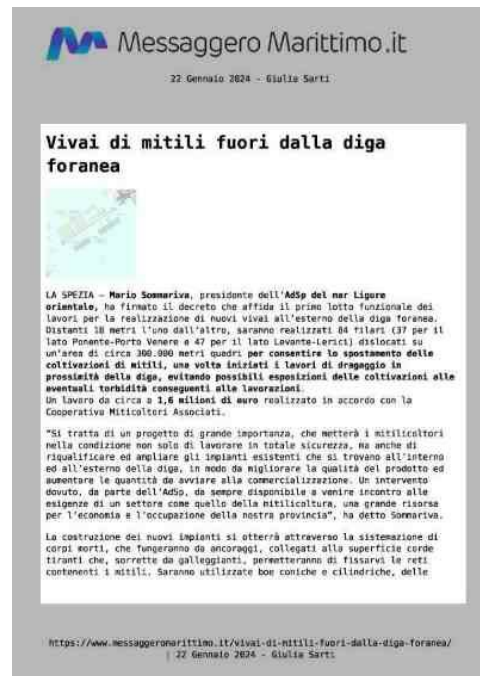 Messaggero Marittimo.it
22 Gennaio 2024 - Giulia Sarti
Vivai di mitili fuori dalla diga
foranea
LA SPEZIA – Mario Sommariva, presidente dell'AdSp del mar Ligure
orientale, ha firmato il decreto che affida il primo lotto funzionale dei
lavori per la realizzazione di nuovi vivai all'esterno della diga foranea.
Distanti 18 metri l'uno dall'altro, saranno realizzati 84 filari (37 per il
lato Ponente-Porto Venere e 47 per il lato Levante-Lerici) dislocati su
un'area di circa 300.000 metri quadri per consentire lo spostamento delle
coltivazioni di mitili, una volta iniziati i lavori di dragaggio in
prossimità della diga, evitando possibili esposizioni delle coltivazioni alle
eventuali torbidità conseguenti alle lavorazioni.
Un lavoro da circa a 1,6 milioni di euro realizzato in accordo con la
Cooperativa Miticoltori Associati.
"Si tratta di un progetto di grande importanza, che metterà i mitilicoltori
nella condizione non solo di lavorare in totale sicurezza, ma anche di
riqualificare ed ampliare gli impianti esistenti che si trovano all'interno
ed all'esterno della diga, in modo da migliorare la qualità del prodotto ed
aumentare le quantità da avviare alla commercializzazione. Un intervento
dovuto, da parte dell'AdSp, da sempre disponibile a venire incontro alle
esigenze di un settore come quello della mitilicoltura, una grande risorsa
per l'economia e l'occupazione della nostra provincia", ha detto Sommariva.
La costruzione dei nuovi impianti si otterrà attraverso la sistemazione di
corpi morti, che fungeranno da ancoraggi, collegati alla superficie corde
tiranti che, sorrette da galleggianti, permetteranno di fissarvi le reti
contenenti i mitili. Saranno utilizzate boe coniche e cilindriche, delle
https://www.messaggeromarittimo.it/vivai-di-mitili-fuori-dalla-diga-foranea/
| 22 Gennaio 2024 - Giulia Sarti